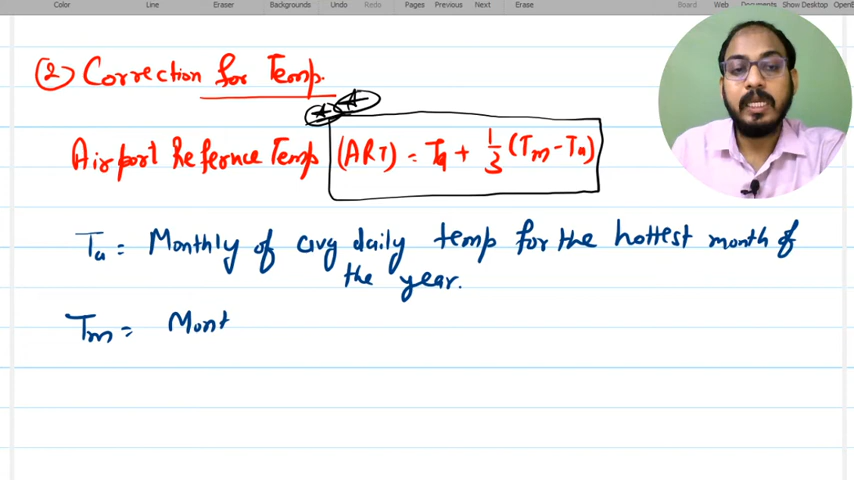 Color Line Eraser Backgrounds Undo Redo Pages Previous Next Erase Board Web Documents Show Desktop Preview
(2) Correction for Temp.
Airport Refernce Temp (ART) = Ta + 1/3 (Tm - Ta)
Ta = Monthly of avg daily temp for the hottest month of
the year.
Tm = Mont